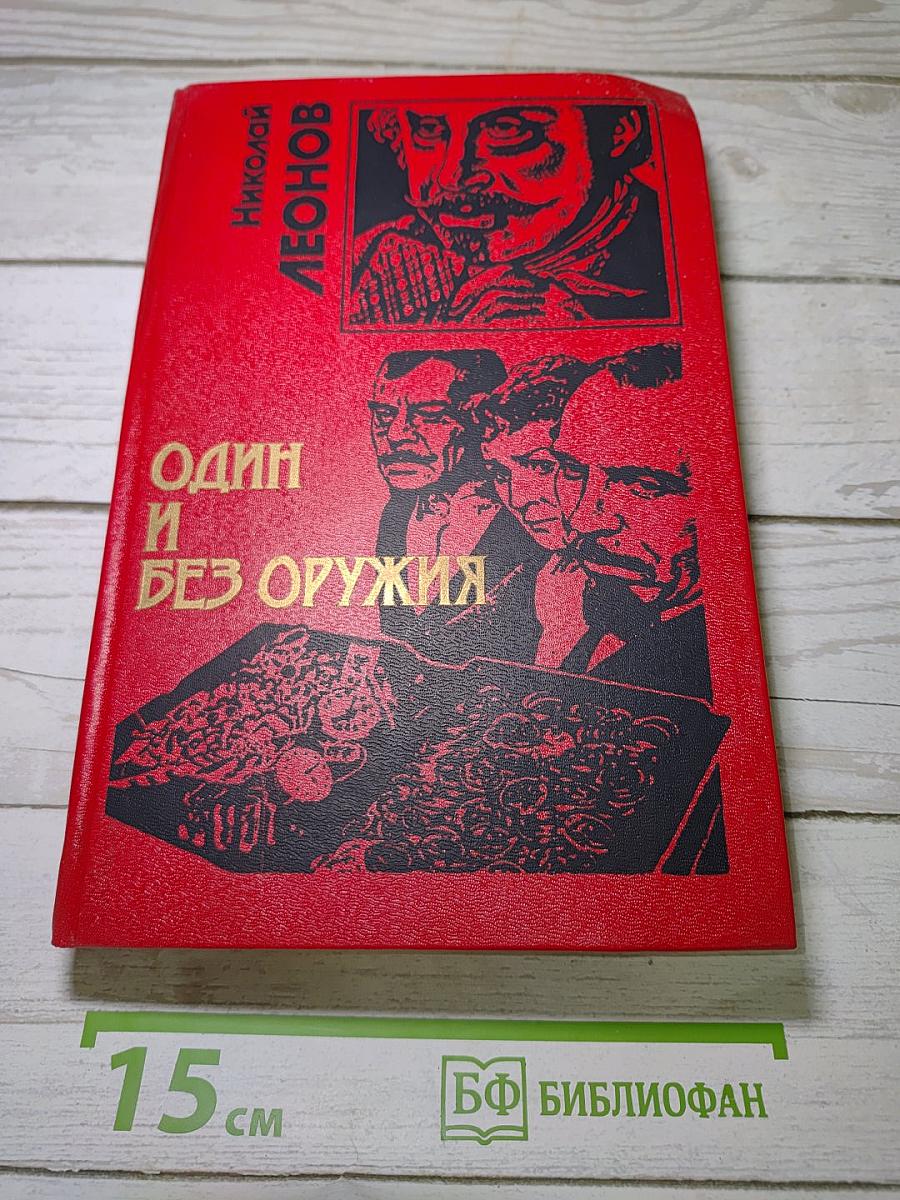 Николай
ЛЕОНОВ
ОДИН
И
БЕЗ ОРУЖИЯ
15 см
БФ БИБЛИОФАН